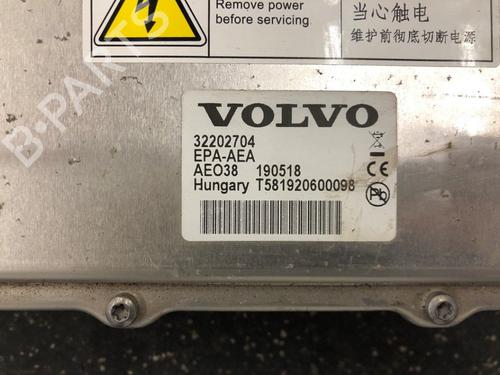 Remove power
before servicing.
当心触电
维护前彻底切断电源
VOLVO
32202704
EPA-AEA
AEO38 190518
Hungary T581920600098
CE
B-PARTS